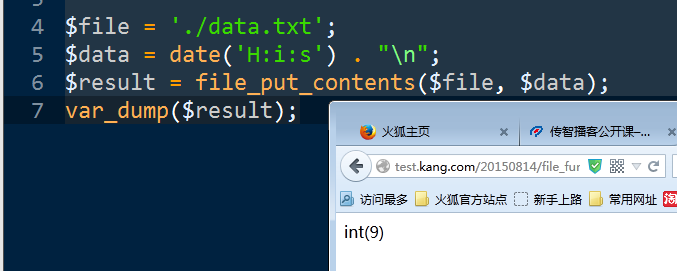 4 $file = './data.txt';
5 $data = date('H:i:s') . "\n";
6 $result = file_put_contents($file, $data);
7 var_dump($result);
火狐主页
传智播客公开课–...
test.kang.com/20150814/file_fur
访问最多 火狐官方站点 新手上路 常用网址 淘
int(9)